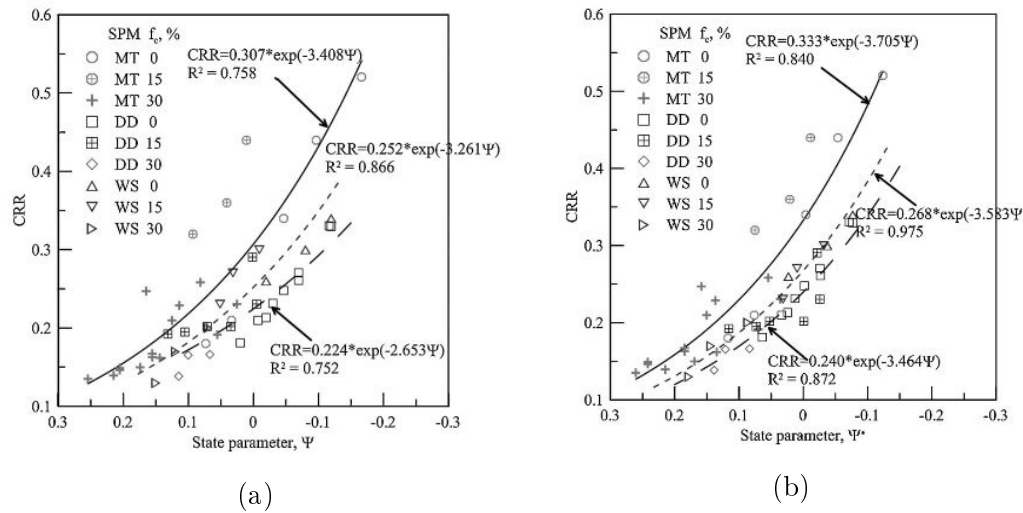 SPM fc, %
MT 0
MT 15
MT 30
DD 0
DD 15
DD 30
WS 0
WS 15
WS 30
CRR=0.307*exp(-3.408Ψ)
R² = 0.758
CRR=0.252*exp(-3.261Ψ)
R² = 0.866
CRR=0.224*exp(-2.653Ψ)
R² = 0.752
CRR
0.6
0.5
0.4
0.3
0.2
0.1
0.3 0.2 0.1 0 -0.1 -0.2 -0.3
State parameter, Ψ
(a)
SPM fc, %
MT 0
MT 15
MT 30
DD 0
DD 15
DD 30
WS 0
WS 15
WS 30
CRR=0.333*exp(-3.705Ψ)
R² = 0.840
CRR=0.268*exp(-3.583Ψ
R² = 0.975
CRR=0.240*exp(-3.464Ψ)
R² = 0.872
CRR
0.6
0.5
0.4
0.3
0.2
0.1
0.3 0.2 0.1 0 -0.1 -0.2 -0.3
State parameter, Ψ*
(b)